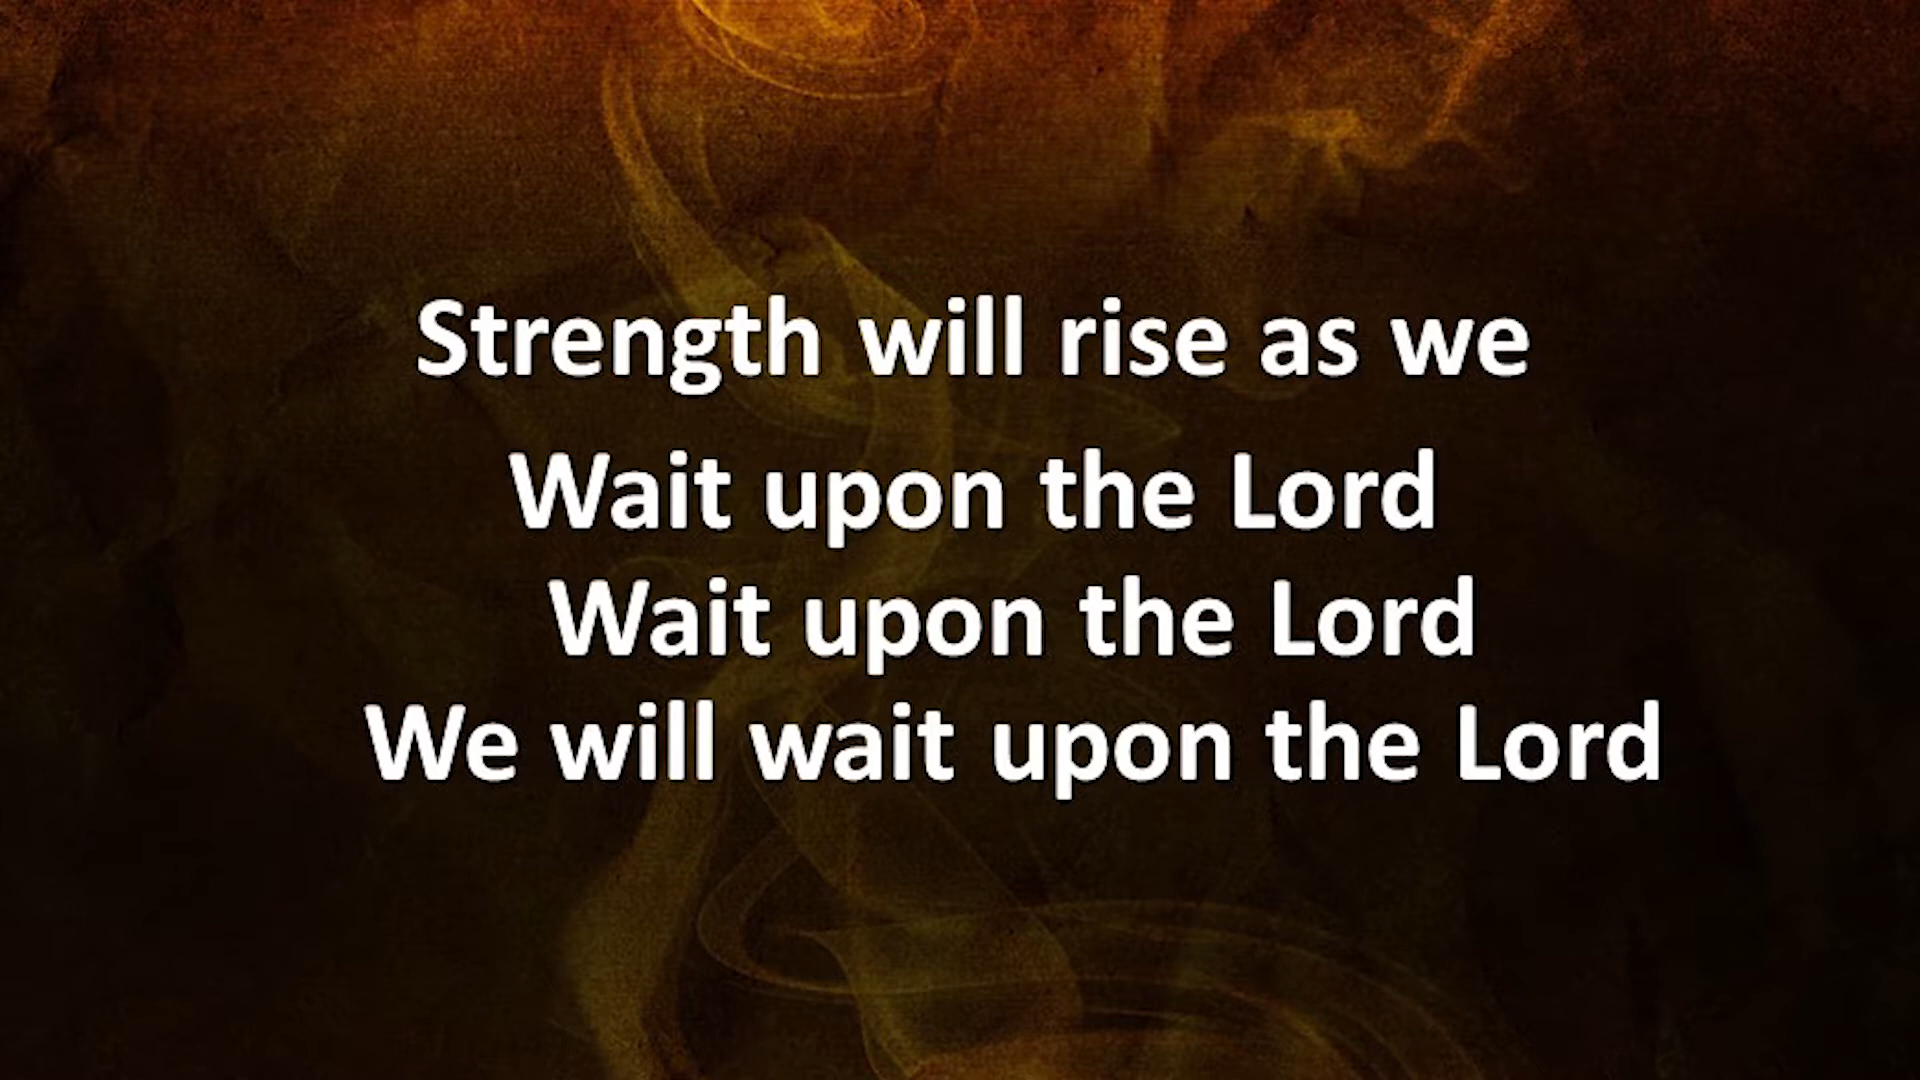 Strength will rise as we
Wait upon the Lord
Wait upon the Lord
We will wait upon the Lord